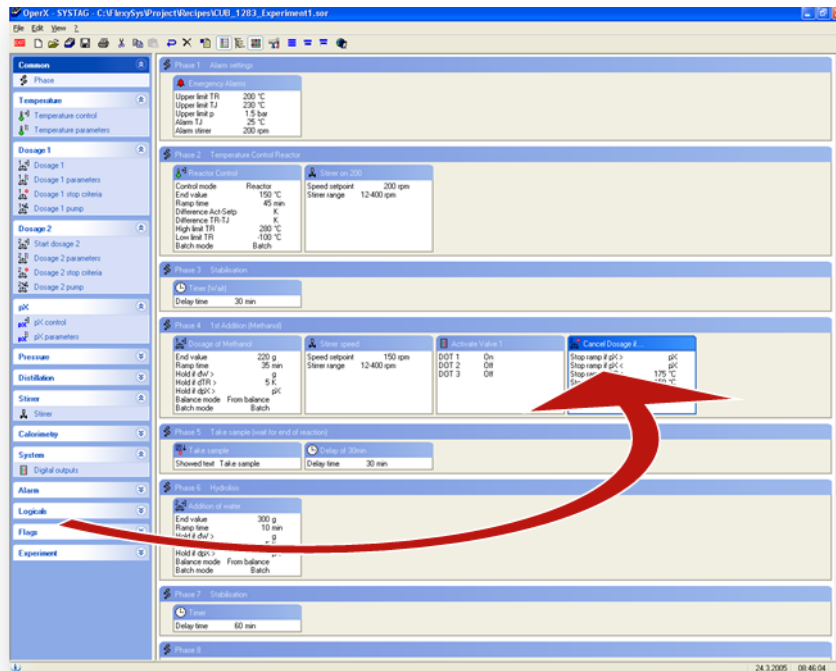 OperX - SYSTAG - C:\FlexySys\Project\Recipes\CUB_1283_Experiment1.sor
File Edit View ?
Common
Phase
Temperature
Temperature control
Temperature parameters
Dosage 1
Dosage 1
Dosage 1 parameters
Dosage 1 stop criteria
Dosage 1 pump
Dosage 2
Start dosage 2
Dosage 2 parameters
Dosage 2 stop criteria
Dosage 2 pump
pX
pX control
pX parameters
Pressure
Distillation
Stirrer
Stirrer
Calorimetry
System
Digital outputs
Alarm
Logicals
Flags
Experiment
Phase 1 Alarm settings
Emergency Alarms
Upper limit TR 200 °C
Upper limit TJ 230 °C
Upper limit p 1.5 bar
Alarm TJ 25 °C
Alarm stirrer 200 rpm
Phase 2 Temperature Control Reactor
Reactor Control
Control mode Reactor
End value 150 °C
Ramp time 45 min
Difference Act-Setp K
Difference TR-TJ K
High limit TR 280 °C
Low limit TR -100 °C
Batch mode Batch
Stirrer on 200
Speed setpoint 200 rpm
Stirrer range 12-400 rpm
Phase 3 Stabilisation
Timer (Wait)
Delay time 30 min
Phase 4 1st Addition (Methanol)
Dosage of Methanol
End value 220 g
Ramp time 35 min
Hold if dW > g
Hold if dTR > 5 K
Hold if dpX > pX
Balance mode From balance
Batch mode Batch
Stirrer speed
Speed setpoint 150 rpm
Stirrer range 12-400 rpm
Activate Valve 1
DOT 1 On
DOT 2 Off
DOT 3 Off
Cancel Dosage if...
Stop ramp if pX > pX
Stop ramp if pX < pX
Stop 175 °C
Phase 5 Take sample (wait for end of reaction)
Take sample
Showed text Take sample
Delay of 30min
Delay time 30 min
Phase 6 Hydrolisis
Addition of water
End value 300 g
Ramp time 10 min
Hold if dW > g
Hold if dpX > pX
Balance mode From balance
Batch mode Batch
Phase 7 Stabilisation
Timer
Delay time 60 min
Phase 8
24.3.2005 08:46:04